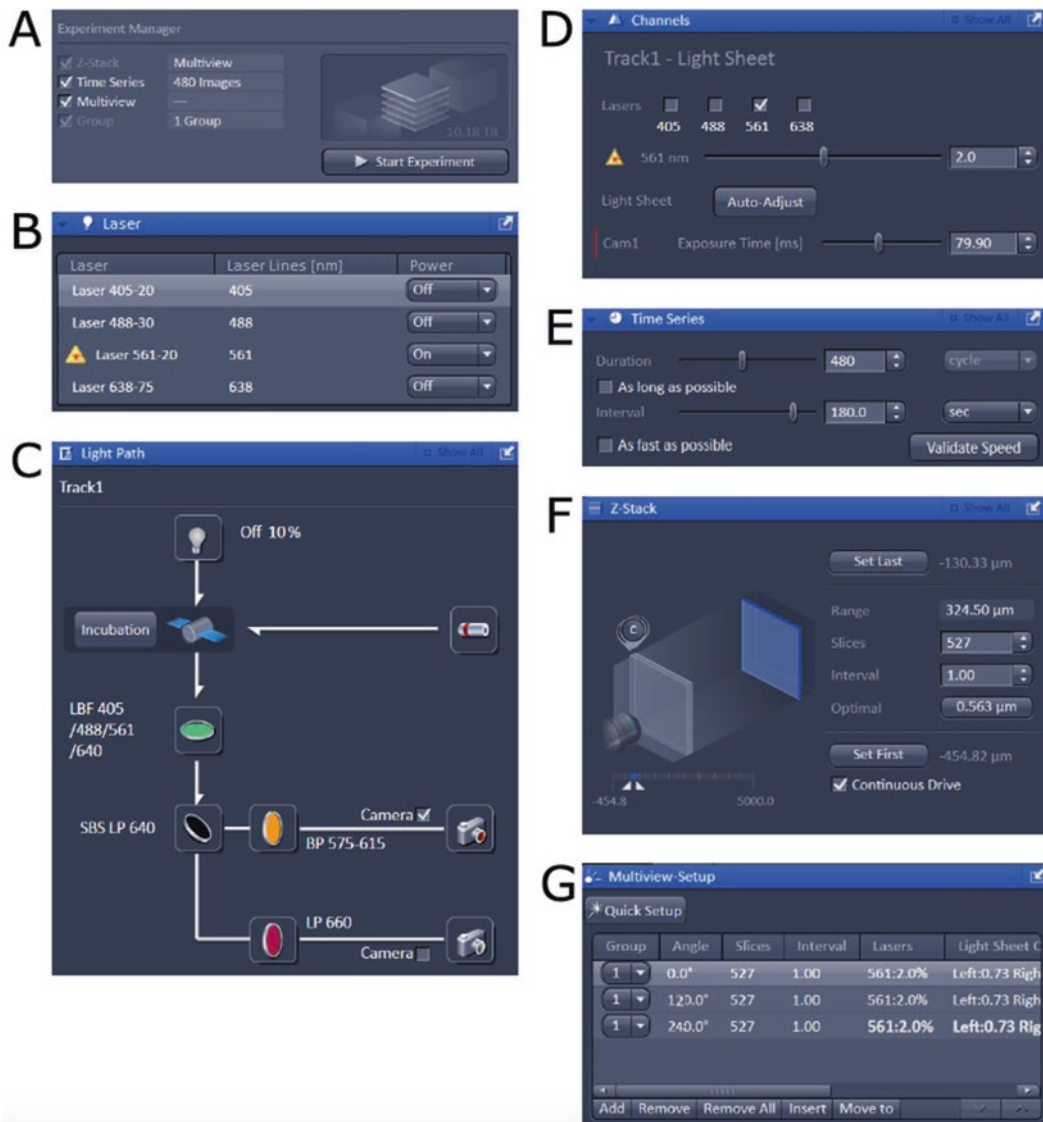 A
Experiment Manager
Z-Stack Multiview
Time Series 480 Images
Multiview ---
Group 1 Group
10.18 TB
Start Experiment
B
Laser
Laser Laser Lines [nm] Power
Laser 405-20 405 Off
Laser 488-30 488 Off
Laser 561-20 561 On
Laser 638-75 638 Off
C
Light Path Show All
Track1
Off 10%
Incubation
LBF 405
/488/561
/640
Camera
SBS LP 640
BP 575-615
LP 660
Camera
D
Channels Show All
Track1 - Light Sheet
Lasers
405 488 561 638
561 nm 2.0
Light Sheet Auto-Adjust
Cam1 Exposure Time [ms] 79.90
E
Time Series Show All
Duration 480 cycle
As long as possible
Interval 180.0 sec
As fast as possible Validate Speed
F
Z-Stack Show All
Set Last -130.33 µm
Range 324.50 µm
C
Slices 527
Interval 1.00
Optimal 0.563 µm
Set First -454.82 µm
Continuous Drive
-454.8 5000.0
G
Multiview-Setup
Quick Setup
Group Angle Slices Interval Lasers Light Sheet C
1 0.0° 527 1.00 561:2.0% Left:0.73 Righ
1 120.0° 527 1.00 561:2.0% Left:0.73 Righ
1 240.0° 527 1.00 561:2.0% Left:0.73 Rig
Add Remove Remove All Insert Move to